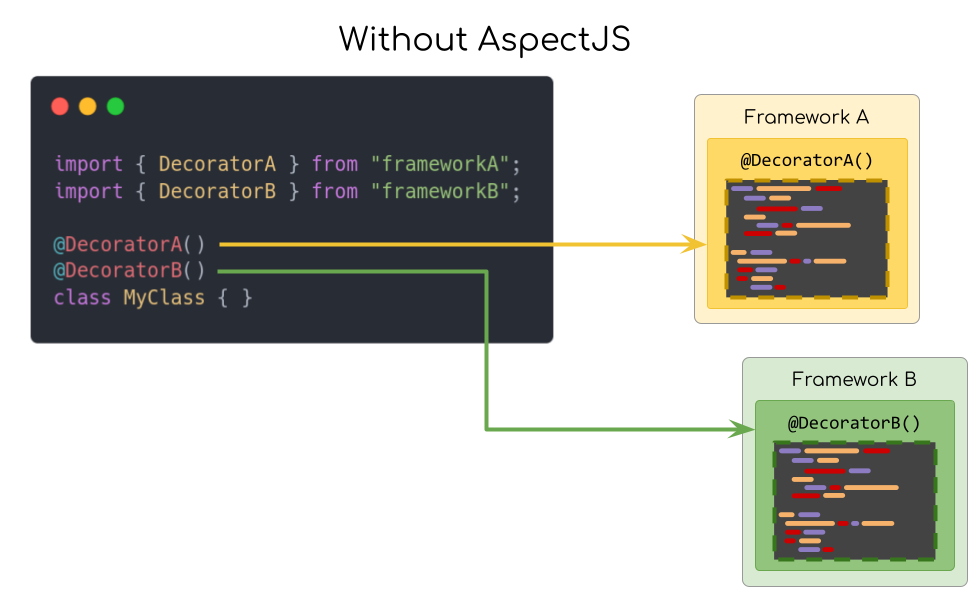 Without AspectJS
import { DecoratorA } from "frameworkA";
import { DecoratorB } from "frameworkB";
@DecoratorA()
@DecoratorB()
class MyClass { }
Framework A
@DecoratorA()
Framework B
@DecoratorB()